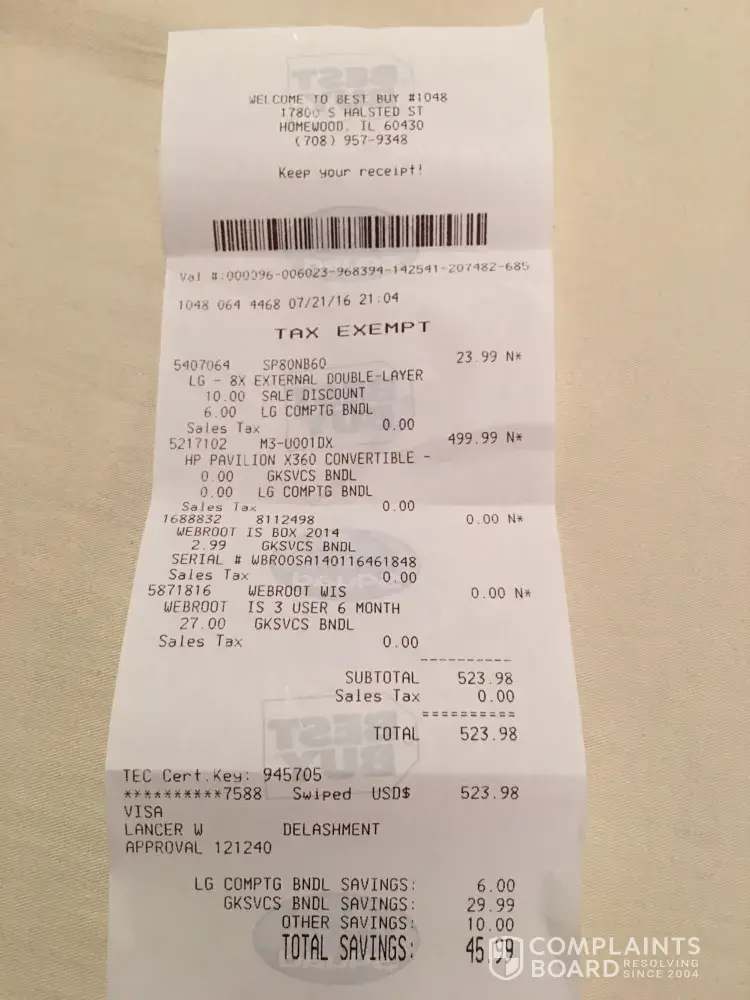 WELCOME TO BEST BUY #1048
17800 S HALSTED ST
HOMEWOOD, IL 60430
(708) 957-9348
Keep your receipt!
Val #:000096-006023-968394-142541-207482-685
1048 064 4468 07/21/16 21:04
TAX EXEMPT
5407064 SP80NB60 23.99 N*
LG - 8X EXTERNAL DOUBLE-LAYER
10.00 SALE DISCOUNT
6.00 LG COMPTG BNDL
Sales Tax 0.00
5217102 M3-U001DX 499.99 N*
HP PAVILION X360 CONVERTIBLE -
0.00 GKSVCS BNDL
0.00 LG COMPTG BNDL
Sales Tax 0.00
1688832 8112498 0.00 N*
WEBROOT IS BOX 2014
2.99 GKSVCS BNDL
SERIAL # WBROOSA140116461848
Sales Tax 0.00
5871816 WEBROOT WIS 0.00 N*
WEBROOT IS 3 USER 6 MONTH
27.00 GKSVCS BNDL
Sales Tax 0.00
SUBTOTAL 523.98
Sales Tax 0.00
TOTAL 523.98
BEST BUY
TEC Cert.Key: 945705
**********7588 Swiped USD$ 523.98
VISA
LANCER W DELASHMENT
APPROVAL 121240
LG COMPTG BNDL SAVINGS: 6.00
GKSVCS BNDL SAVINGS: 29.99
OTHER SAVINGS: 10.00
TOTAL SAVINGS: 45.99
COMPLAINTS
BOARD RESOLVING SINCE 2004